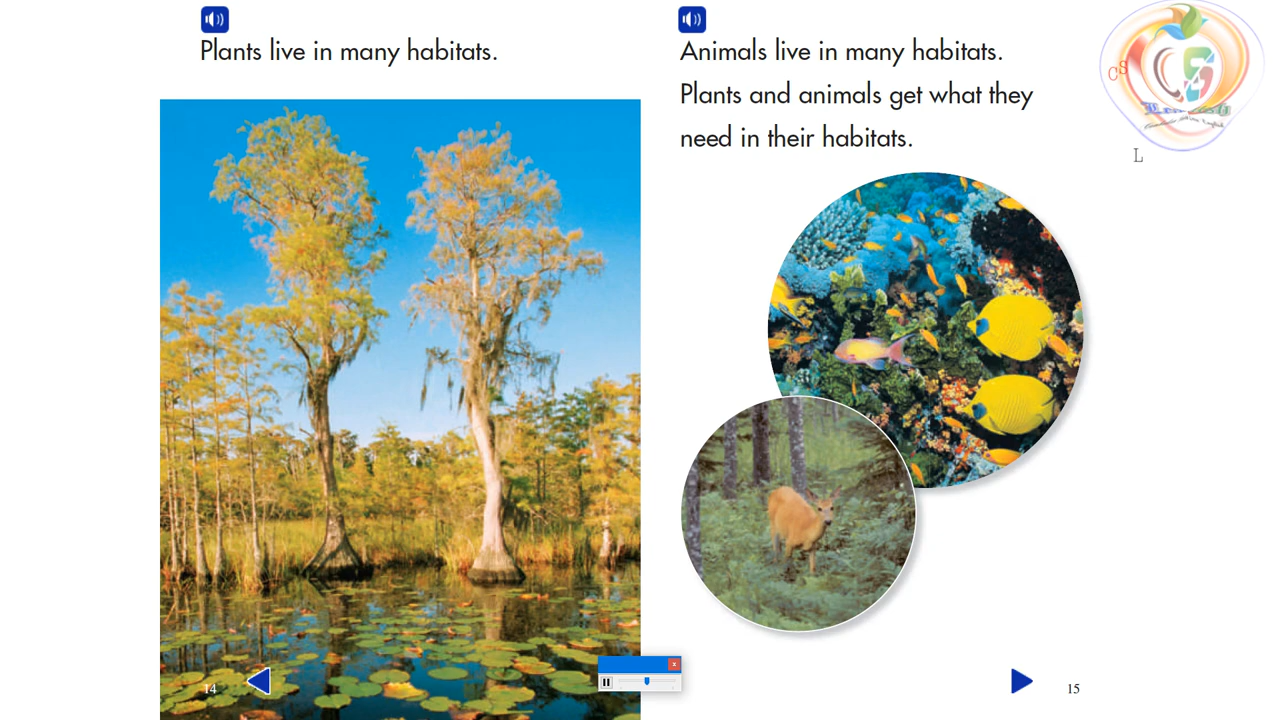 Plants live in many habitats.
Animals live in many habitats.
Plants and animals get what they
need in their habitats.
CS
L
14
15